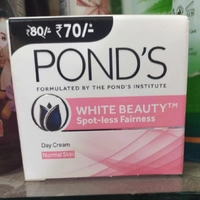 ₹80/- ₹70/-
POND'S
FORMULATED BY THE POND'S INSTITUTE
WHITE BEAUTY™
Spot-less Fairness
Day Cream
Normal Skin